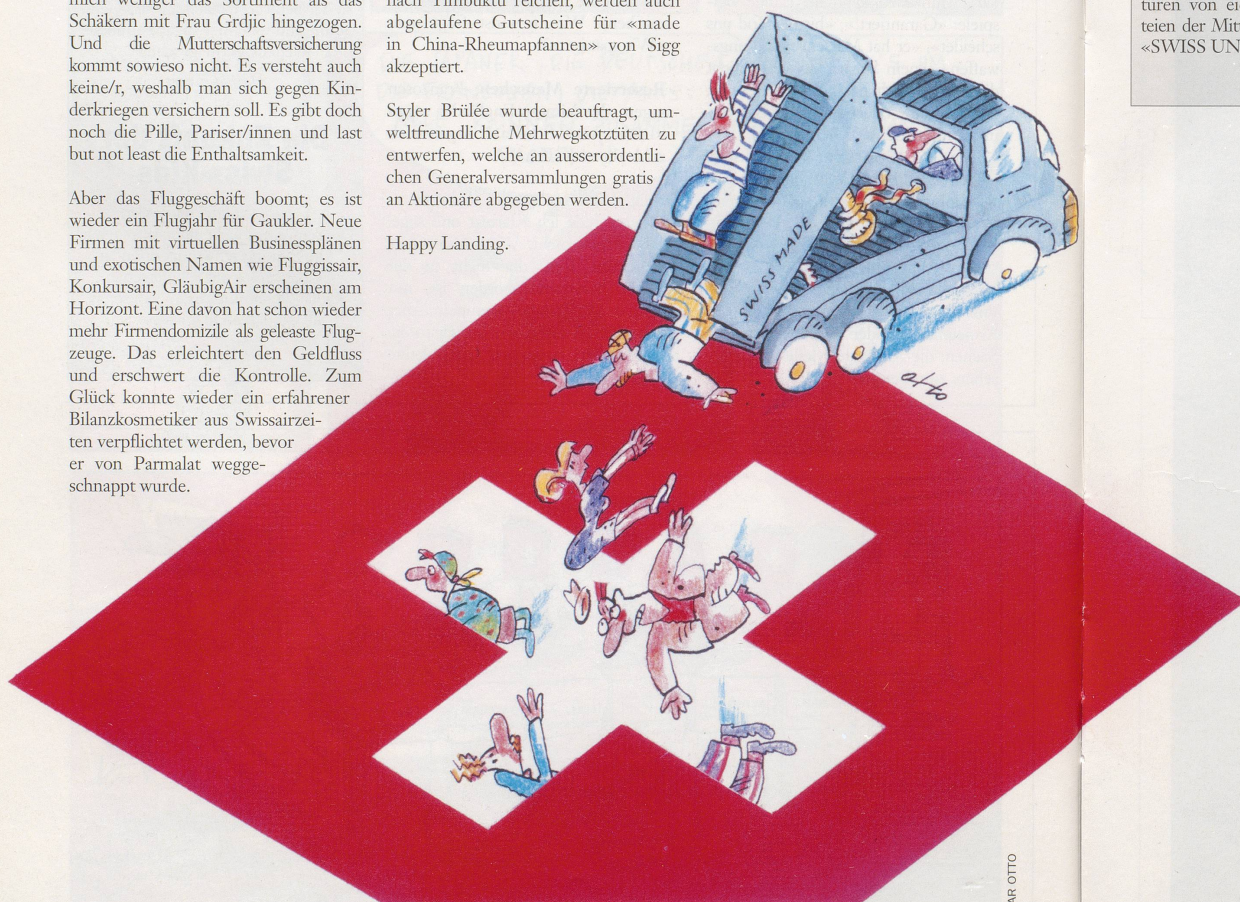 mich weniger das Sortiment als das
Schäkern mit Frau Grdjic hingezogen.
Und die Mutterschaftsversicherung
kommt sowieso nicht. Es versteht auch
keine/r, weshalb man sich gegen Kin-
derkriegen versichern soll. Es gibt doch
noch die Pille, Pariser/innen und last
but not least die Enthaltsamkeit.
Aber das Fluggeschäft boomt; es ist
wieder ein Flugjahr für Gaukler. Neue
Firmen mit virtuellen Businessplänen
und exotischen Namen wie Fluggissair,
Konkursair, GläubigAir erscheinen am
Horizont. Eine davon hat schon wieder
mehr Firmendomizile als geleaste Flug-
zeuge. Das erleichtert den Geldfluss
und erschwert die Kontrolle. Zum
Glück konnte wieder ein erfahrener
Bilanzkosmetiker aus Swissairzei-
ten verpflichtet werden, bevor
er von Parmalat wegge-
schnappt wurde.
nach Timbuktu reichen, werden auch
abgelaufene Gutscheine für «made
in China-Rheumapfannen» von Sigg
akzeptiert.
Styler Brûlée wurde beauftragt, um-
weltfreundliche Mehrwegkotztüten zu
entwerfen, welche an ausserordentli-
chen Generalversammlungen gratis
an Aktionäre abgegeben werden.
Happy Landing.
SWISS MADE
otto
turen von ei
teien der Mitt
«SWISS UN
AR OTTO